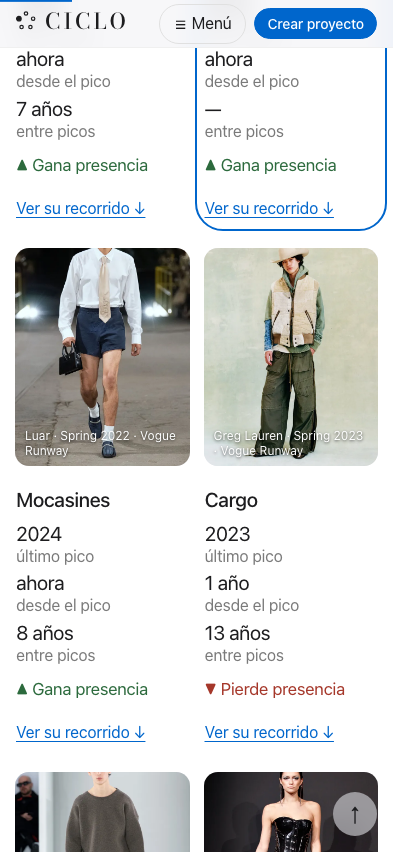 CICLO
≡ Menú
Crear proyecto
ahora
desde el pico
7 años
entre picos
▲ Gana presencia
Ver su recorrido ↓
ahora
desde el pico
—
entre picos
▲ Gana presencia
Ver su recorrido ↓
Luar · Spring 2022 · Vogue
Runway
Mocasines
2024
último pico
ahora
desde el pico
8 años
entre picos
▲ Gana presencia
Ver su recorrido ↓
Greg Lauren · Spring 2023
· Vogue Runway
Cargo
2023
último pico
1 año
desde el pico
13 años
entre picos
▼ Pierde presencia
Ver su recorrido ↓
↑